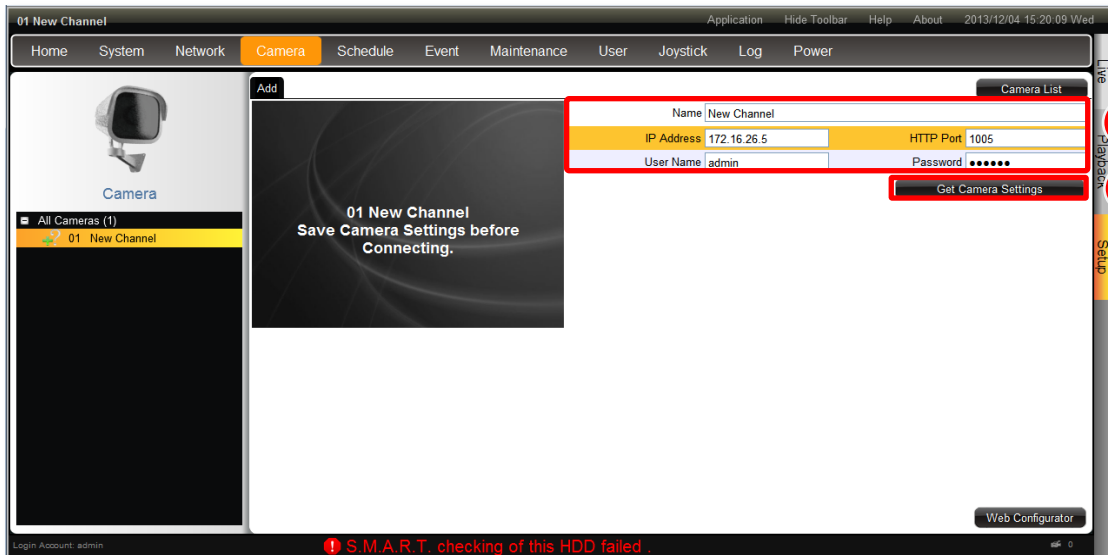 01 New Channel
Application Hide Toolbar Help About 2013/12/04 15:20:09 Wed
Home System Network Camera Schedule Event Maintenance User Joystick Log Power
Live
Playback
Setup
Camera
All Cameras (1)
01 New Channel
Add
Camera List
01 New Channel
Save Camera Settings before
Connecting.
Name New Channel
IP Address 172.16.26.5 HTTP Port 1005
User Name admin Password ●●●●●●
Get Camera Settings
Web Configurator
Login Account: admin
S.M.A.R.T. checking of this HDD failed .
0